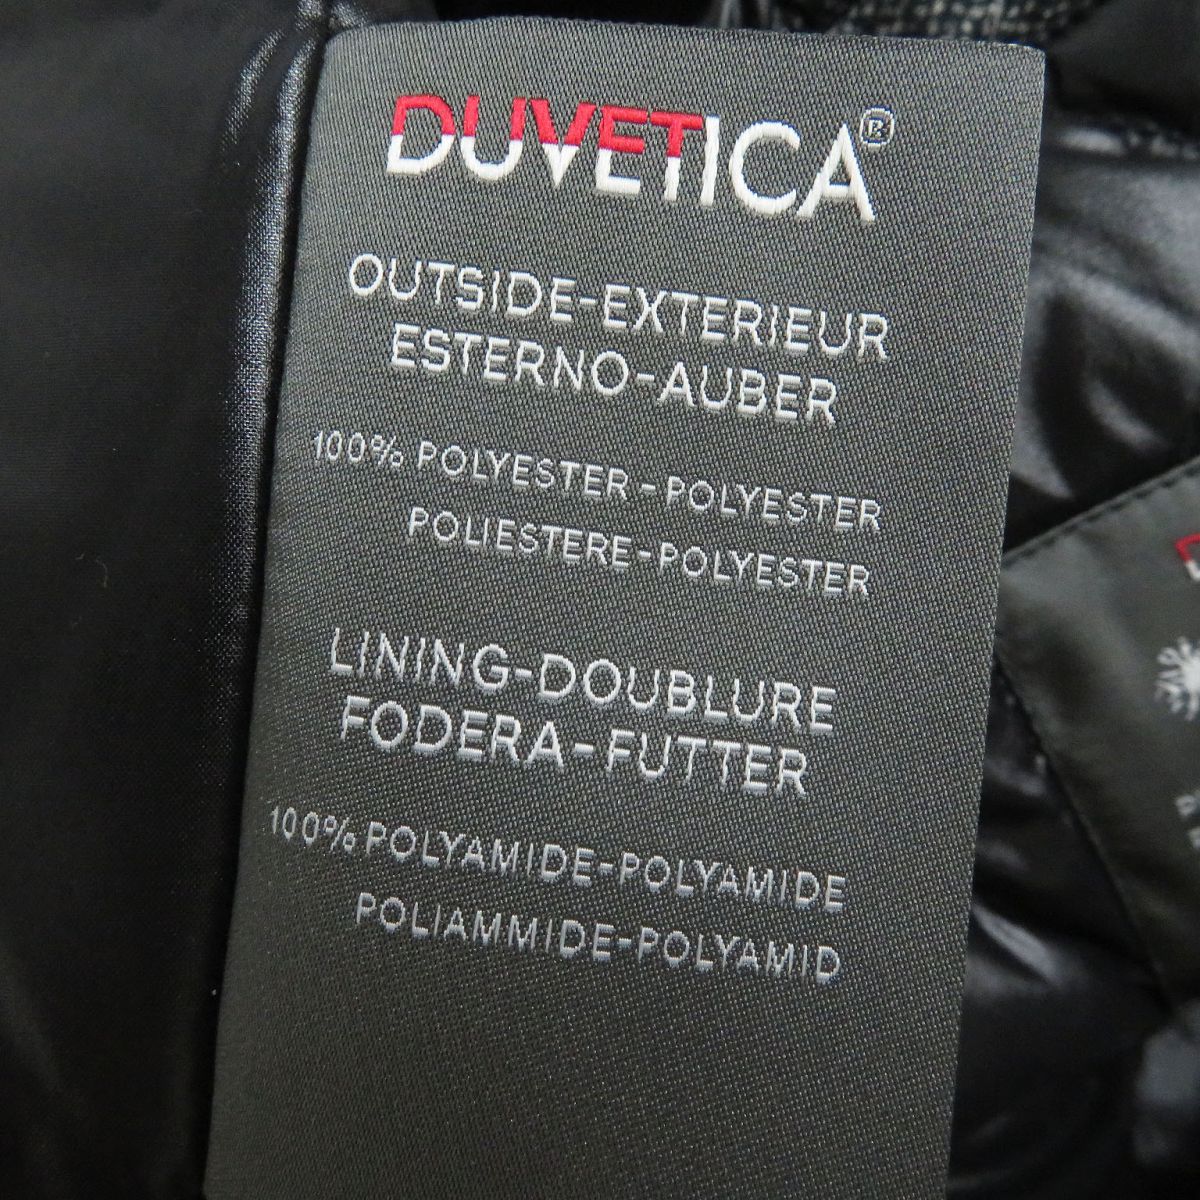 DUVETICA®
OUTSIDE-EXTERIEUR
ESTERNO-AUBER
100% POLYESTER-POLYESTER
POLIESTERE-POLYESTER
LINING-DOUBLURE
FODERA-FUTTER
100% POLYAMIDE-POLYAMIDE
POLIAMMIDE-POLYAMID